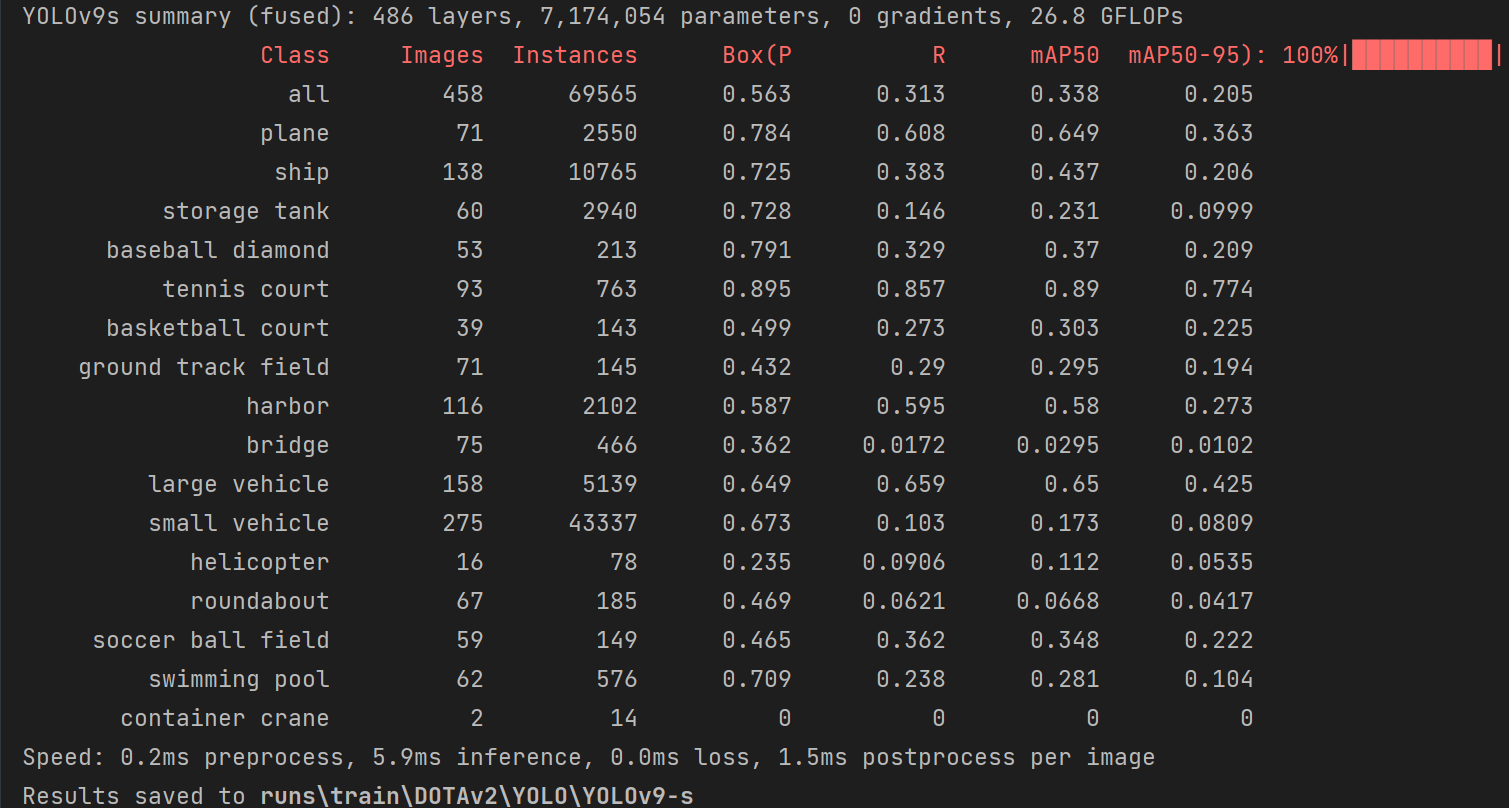 YOLOv9s summary (fused): 486 layers, 7,174,054 parameters, 0 gradients, 26.8 GFLOPs
Class Images Instances Box(P R mAP50 mAP50-95): 100%|██████████|
all 458 69565 0.563 0.313 0.338 0.205
plane 71 2550 0.784 0.608 0.649 0.363
ship 138 10765 0.725 0.383 0.437 0.206
storage tank 60 2940 0.728 0.146 0.231 0.0999
baseball diamond 53 213 0.791 0.329 0.37 0.209
tennis court 93 763 0.895 0.857 0.89 0.774
basketball court 39 143 0.499 0.273 0.303 0.225
ground track field 71 145 0.432 0.29 0.295 0.194
harbor 116 2102 0.587 0.595 0.58 0.273
bridge 75 466 0.362 0.0172 0.0295 0.0102
large vehicle 158 5139 0.649 0.659 0.65 0.425
small vehicle 275 43337 0.673 0.103 0.173 0.0809
helicopter 16 78 0.235 0.0906 0.112 0.0535
roundabout 67 185 0.469 0.0621 0.0668 0.0417
soccer ball field 59 149 0.465 0.362 0.348 0.222
swimming pool 62 576 0.709 0.238 0.281 0.104
container crane 2 14 0 0 0 0
Speed: 0.2ms preprocess, 5.9ms inference, 0.0ms loss, 1.5ms postprocess per image
Results saved to runs\train\DOTAv2\YOLO\YOLOv9-s